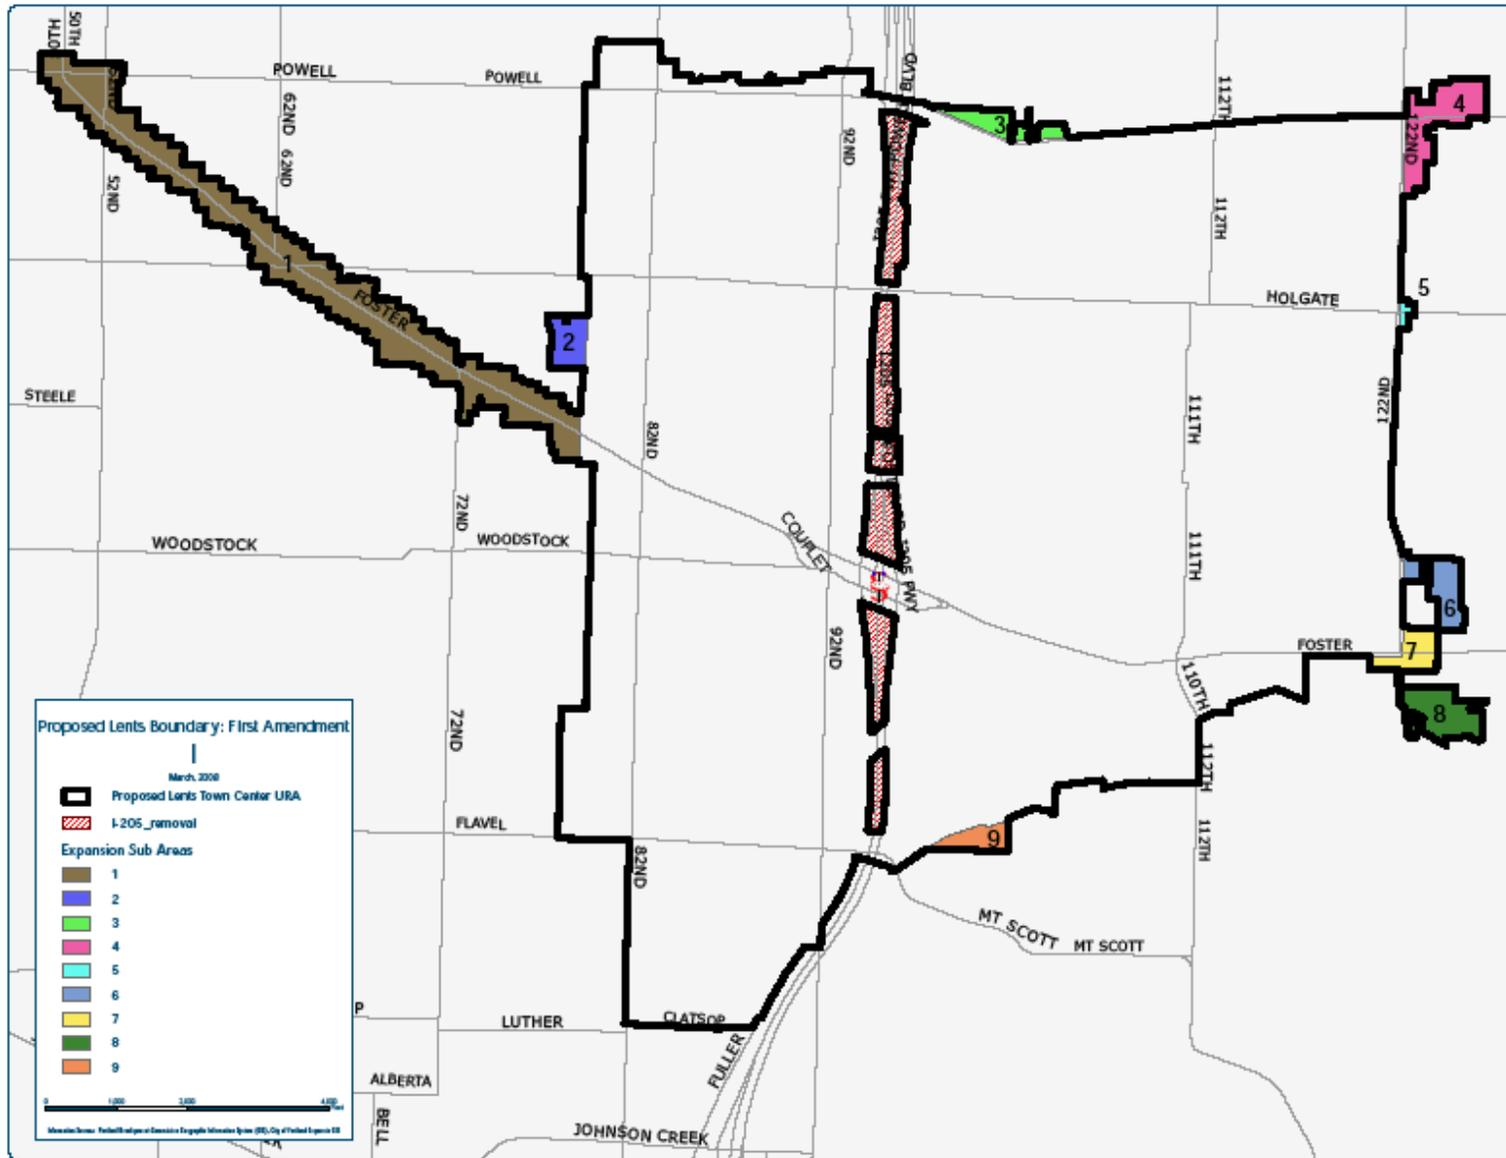 50TH
POWELL
POWELL
BLVD
112TH
62ND
62ND
52ND
92ND
122ND
112TH
3
4
1
FOSTER
2
HOLGATE
5
STEELE
82ND
72ND
111TH
122ND
WOODSTOCK
WOODSTOCK
COUPLET
111TH
PWY
92ND
6
FOSTER
7
110TH
8
72ND
112TH
FLAVEL
82ND
9
112TH
MT SCOTT
MT SCOTT
P
LUTHER
CLATSOP
FULLER
ALBERTA
BELL
JOHNSON CREEK
Proposed Lents Boundary: First Amendment
March, 2008
Proposed Lents Town Center URA
I-205_removal
Expansion Sub Areas
1
2
3
4
5
6
7
8
9